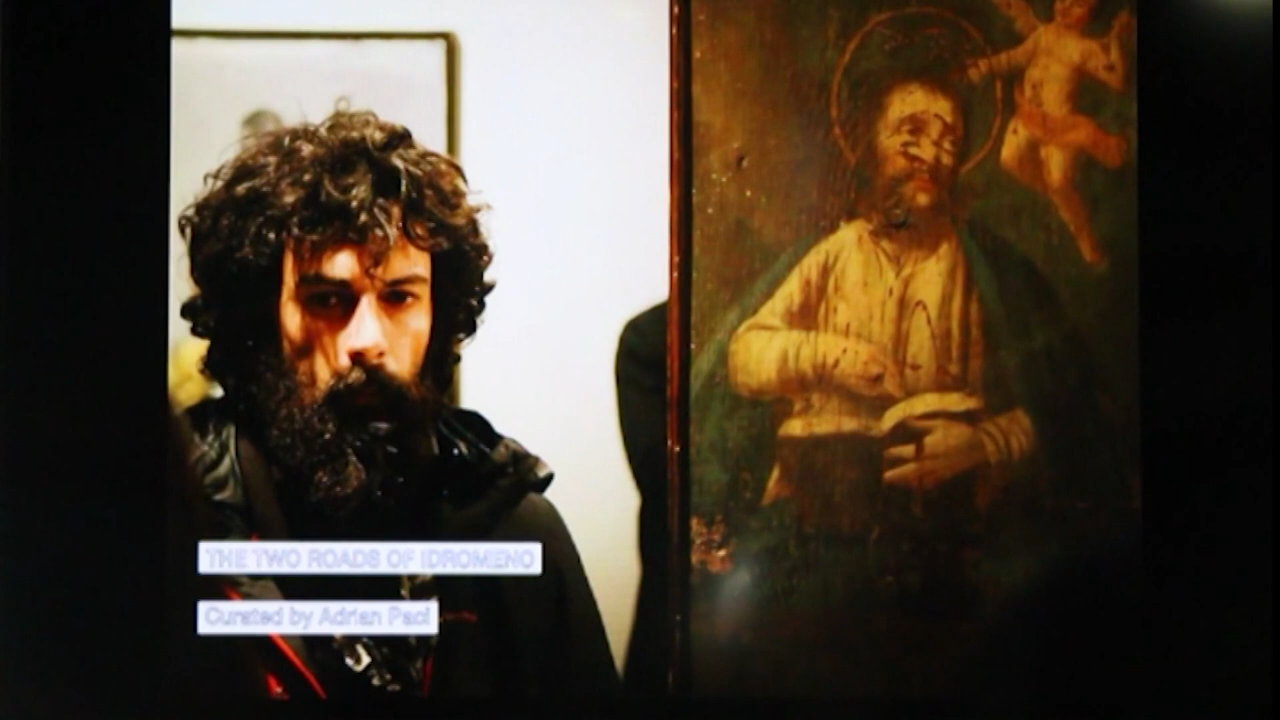 THE TWO ROADS OF IDROMENO
Curated by Adrian Paci